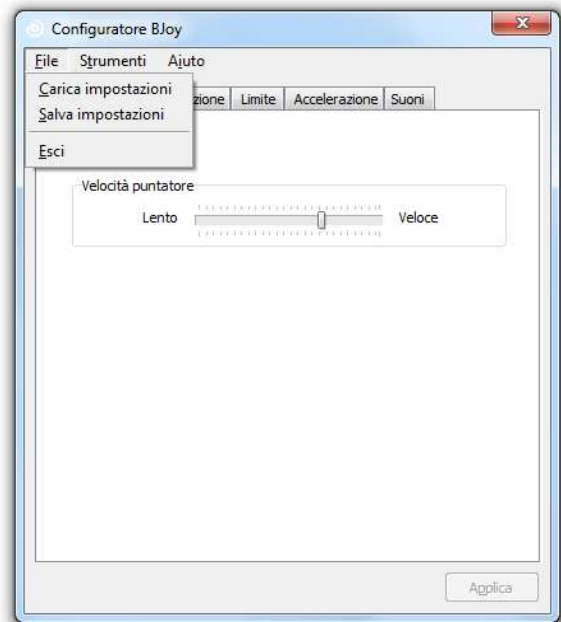 Configuratore BJoy
File Strumenti Aiuto
Carica impostazioni
Salva impostazioni
Esci
zione Limite Accelerazione Suoni
Velocità puntatore
Lento Veloce
Applica